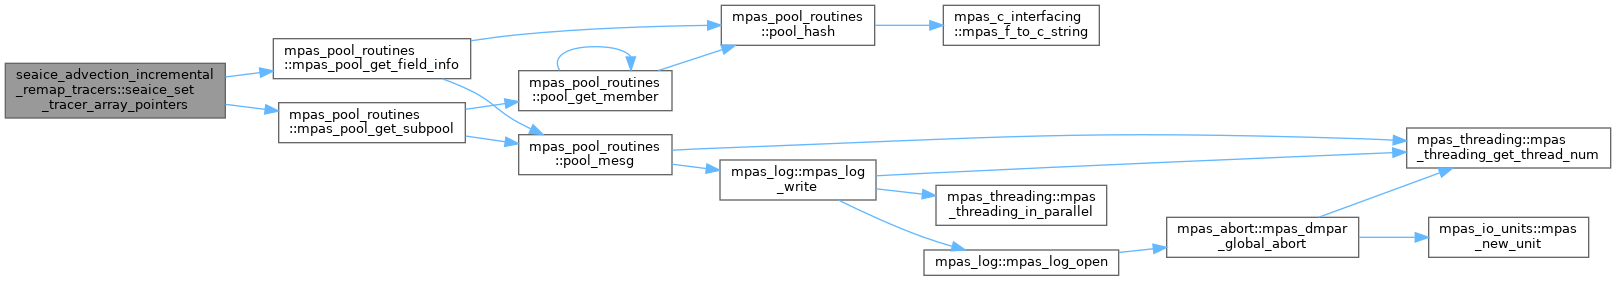 seaice_advection_incremental
_remap_tracers::seaice_set
_tracer_array_pointers
mpas_pool_routines
::mpas_pool_get_field_info
mpas_pool_routines
::mpas_pool_get_subpool
mpas_pool_routines
::pool_hash
mpas_pool_routines
::pool_get_member
mpas_pool_routines
::pool_mesg
mpas_c_interfacing
::mpas_f_to_c_string
mpas_log::mpas_log
_write
mpas_threading::mpas
_threading_in_parallel
mpas_log::mpas_log_open
mpas_abort::mpas_dmpar
_global_abort
mpas_threading::mpas
_threading_get_thread_num
mpas_io_units::mpas
_new_unit